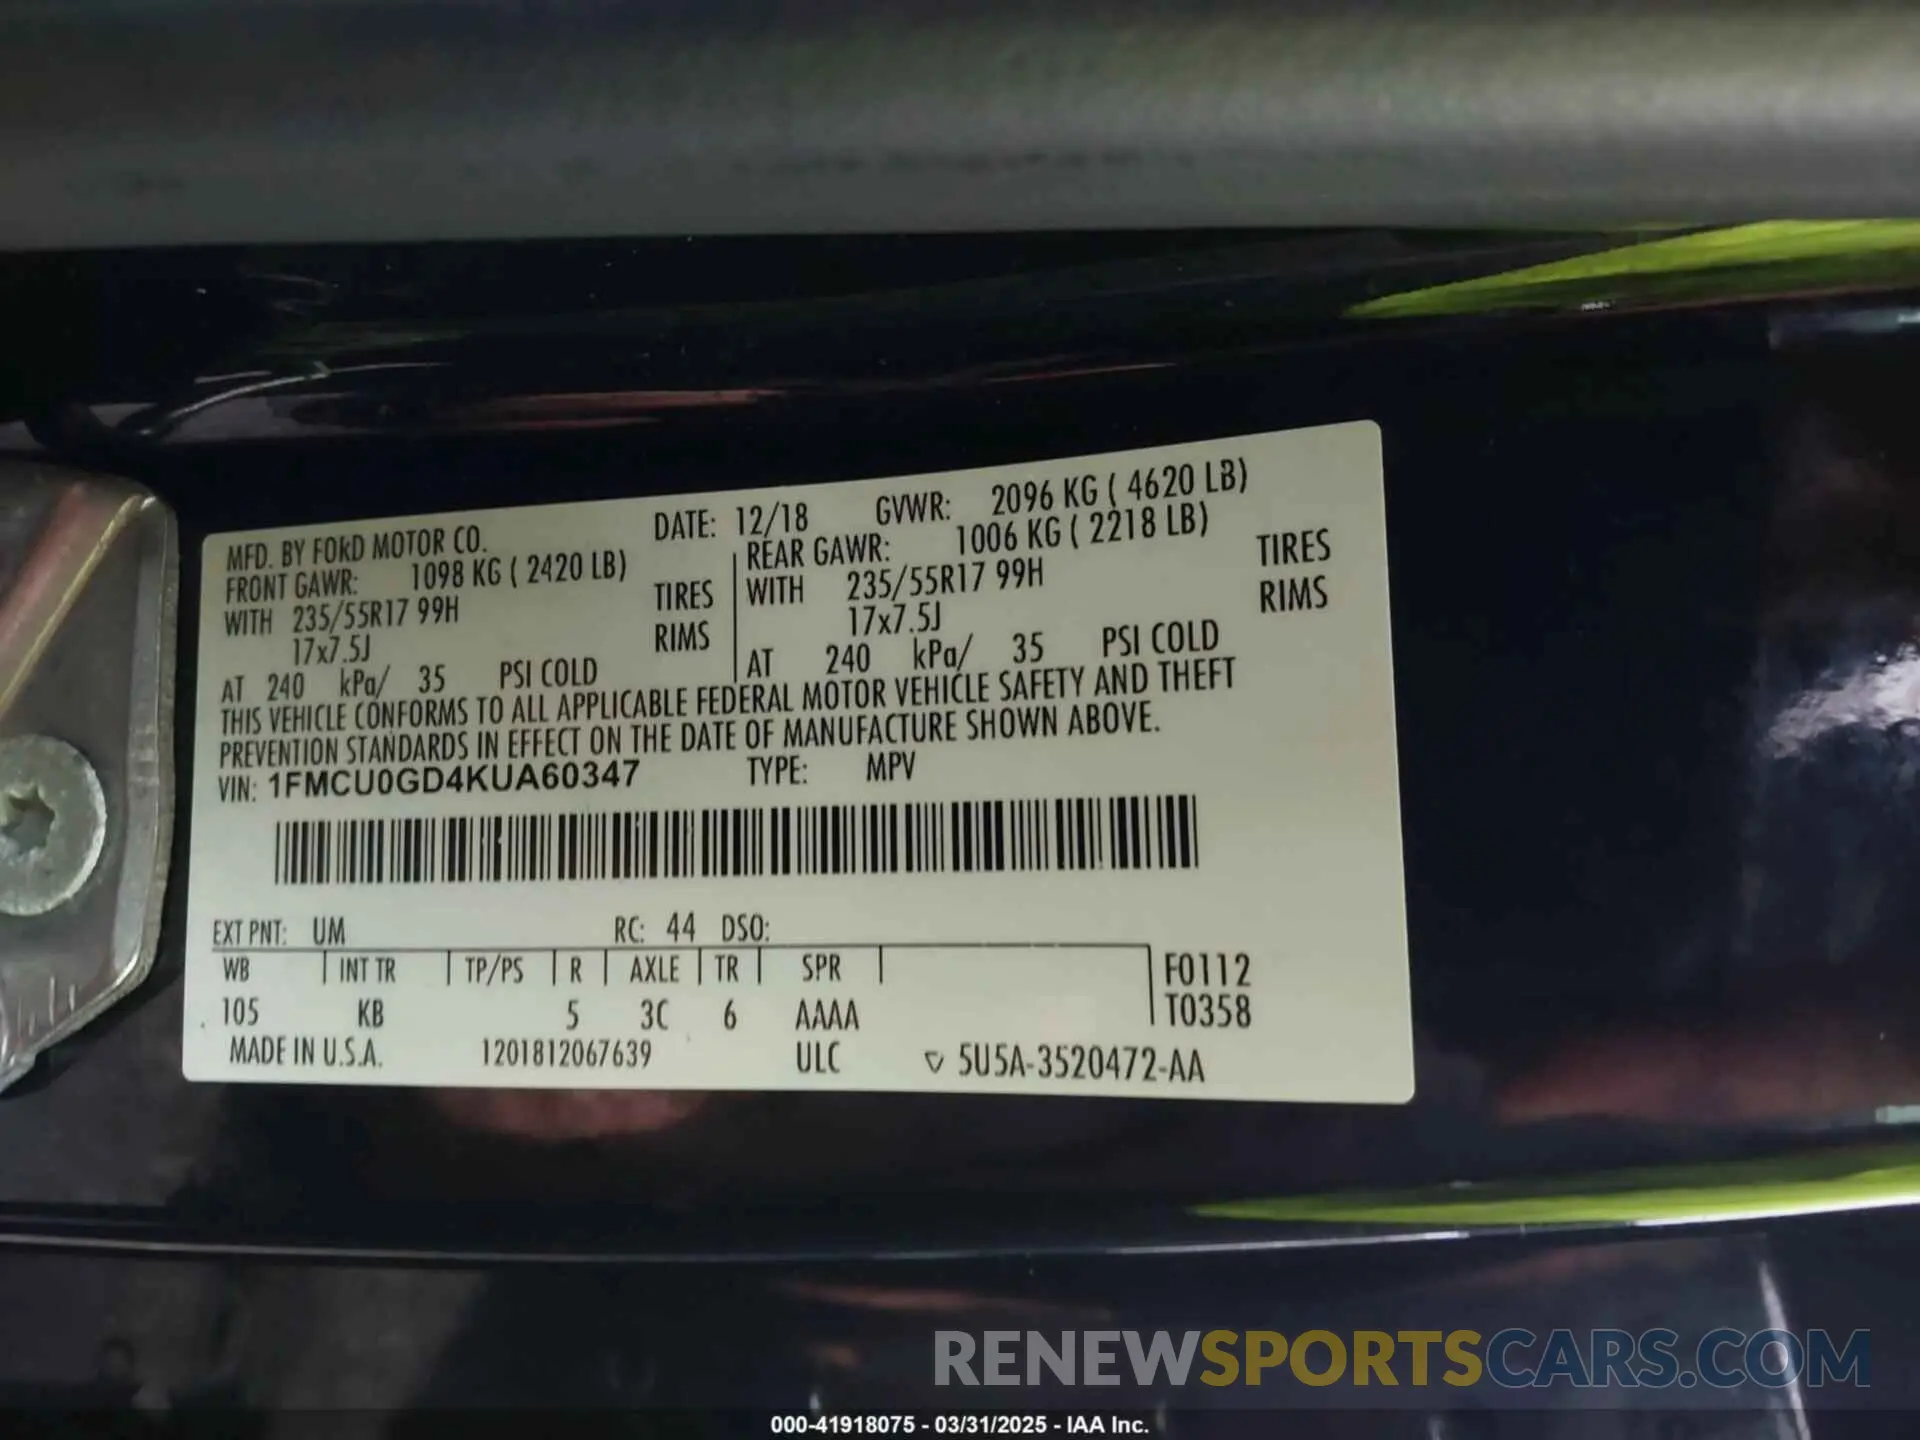 MFD. BY FORD MOTOR CO. DATE: 12/18 GVWR: 2096 KG ( 4620 LB)
FRONT GAWR: 1098 KG ( 2420 LB) REAR GAWR: 1006 KG ( 2218 LB)
WITH 235/55R17 99H TIRES WITH 235/55R17 99H TIRES
17x7.5J RIMS 17x7.5J RIMS
AT 240 kPa/ 35 PSI COLD AT 240 kPa/ 35 PSI COLD
THIS VEHICLE CONFORMS TO ALL APPLICABLE FEDERAL MOTOR VEHICLE SAFETY AND THEFT
PREVENTION STANDARDS IN EFFECT ON THE DATE OF MANUFACTURE SHOWN ABOVE.
VIN: 1FMCU0GD4KUA60347 TYPE: MPV
EXT PNT: UM RC: 44 DSO:
WB INT TR TP/PS R AXLE TR SPR F0112
105 KB 5 3C 6 AAAA T0358
MADE IN U.S.A. 1201812067639 ULC 5U5A-3520472-AA
RENEWSPORTSCARS.COM
000-41918075 - 03/31/2025 - IAA Inc.